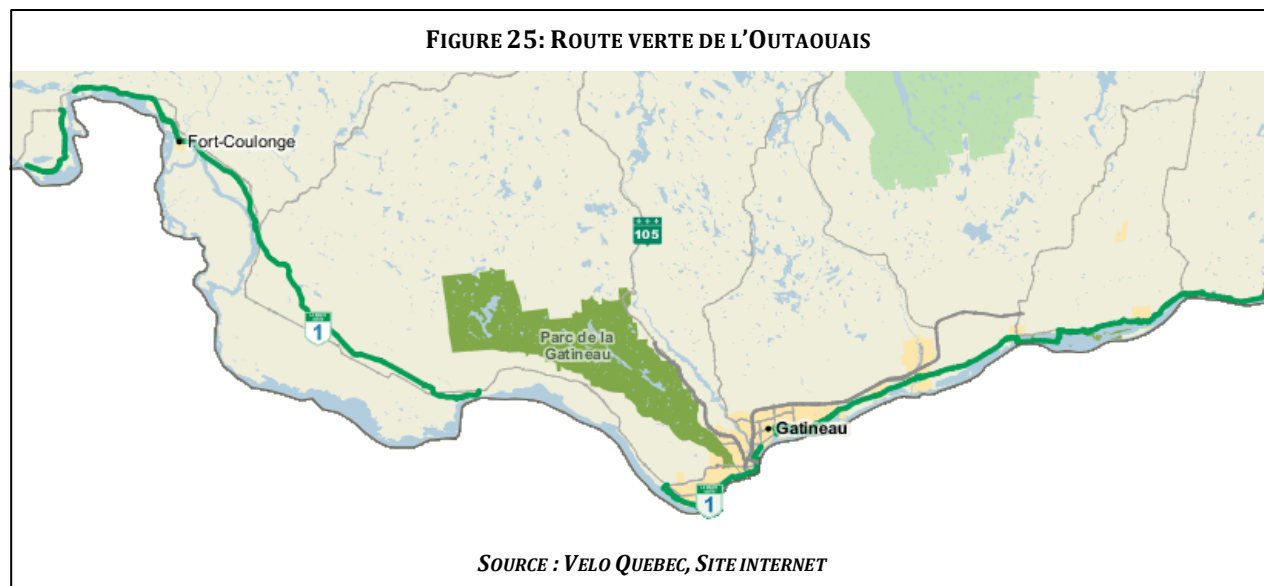 FIGURE 25: ROUTE VERTE DE L'OUTAOUAIS
Fort-Coulonge
105
1
Parc de la
Gatineau
Gatineau
1
SOURCE : VELO QUEBEC, SITE INTERNET